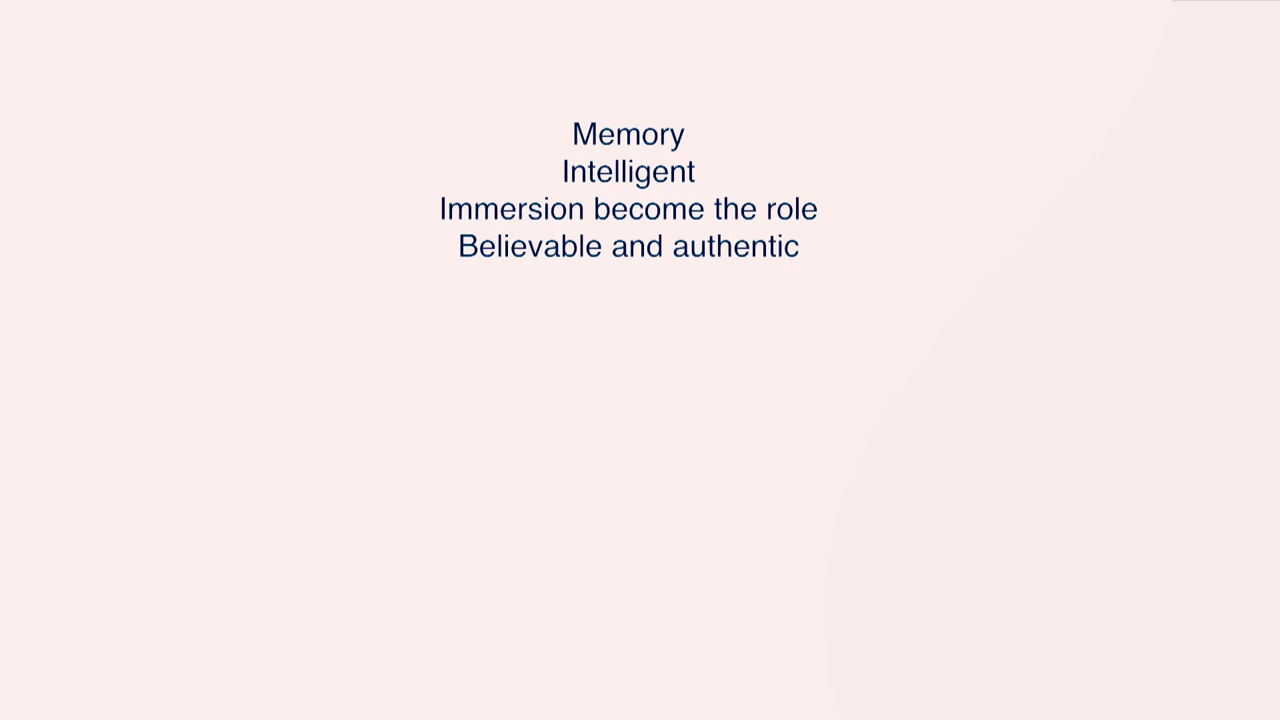 Memory
Intelligent
Immersion become the role
Believable and authentic